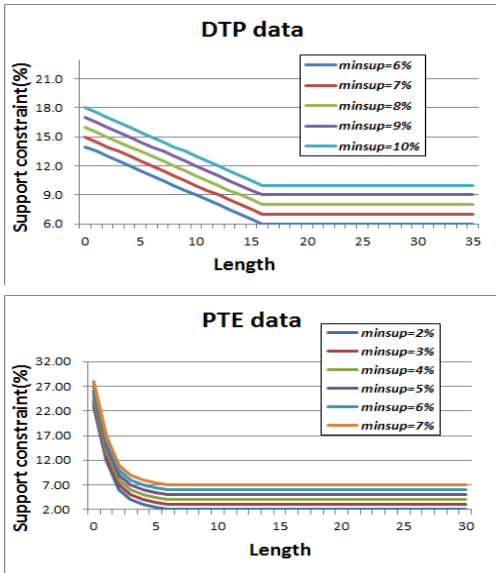 DTP data
Support constraint(%)
21.0
18.0
15.0
12.0
9.0
6.0
minsup=6%
minsup=7%
minsup=8%
minsup=9%
minsup=10%
0 5 10 15 20 25 30 35
Length
PTE data
Support constraint(%)
32.00
27.00
22.00
17.00
12.00
7.00
2.00
minsup=2%
minsup=3%
minsup=4%
minsup=5%
minsup=6%
minsup=7%
0 5 10 15 20 25 30
Length